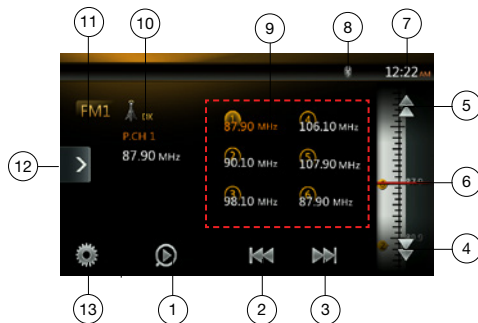 11 10 9 8 7
12:22 AM
FM1 DX
P.CH 1
87.90 MHz
1 87.90 MHz 4 106.10 MHz
2 90.10 MHz 5 107.90 MHz
3 98.10 MHz 6 87.90 MHz
5
12
6
4
13 1 2 3